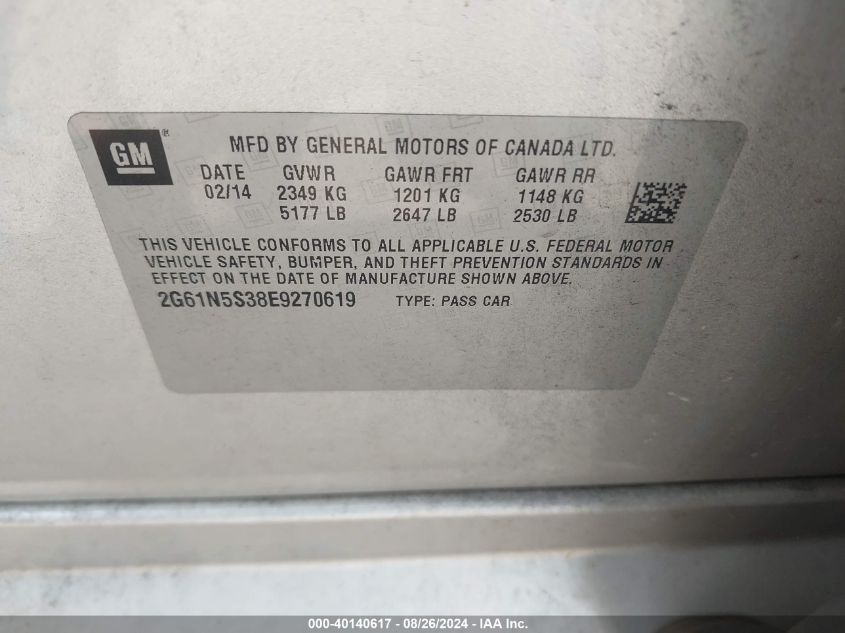 GM®
MFD BY GENERAL MOTORS OF CANADA LTD.
DATE GVWR GAWR FRT GAWR RR
02/14 2349 KG 1201 KG 1148 KG
5177 LB 2647 LB 2530 LB
THIS VEHICLE CONFORMS TO ALL APPLICABLE U.S. FEDERAL MOTOR
VEHICLE SAFETY, BUMPER, AND THEFT PREVENTION STANDARDS IN
EFFECT ON THE DATE OF MANUFACTURE SHOWN ABOVE.
2G61N5S38E9270619 TYPE: PASS CAR
000-40140617 | 08/26/2024 - IAA Inc.